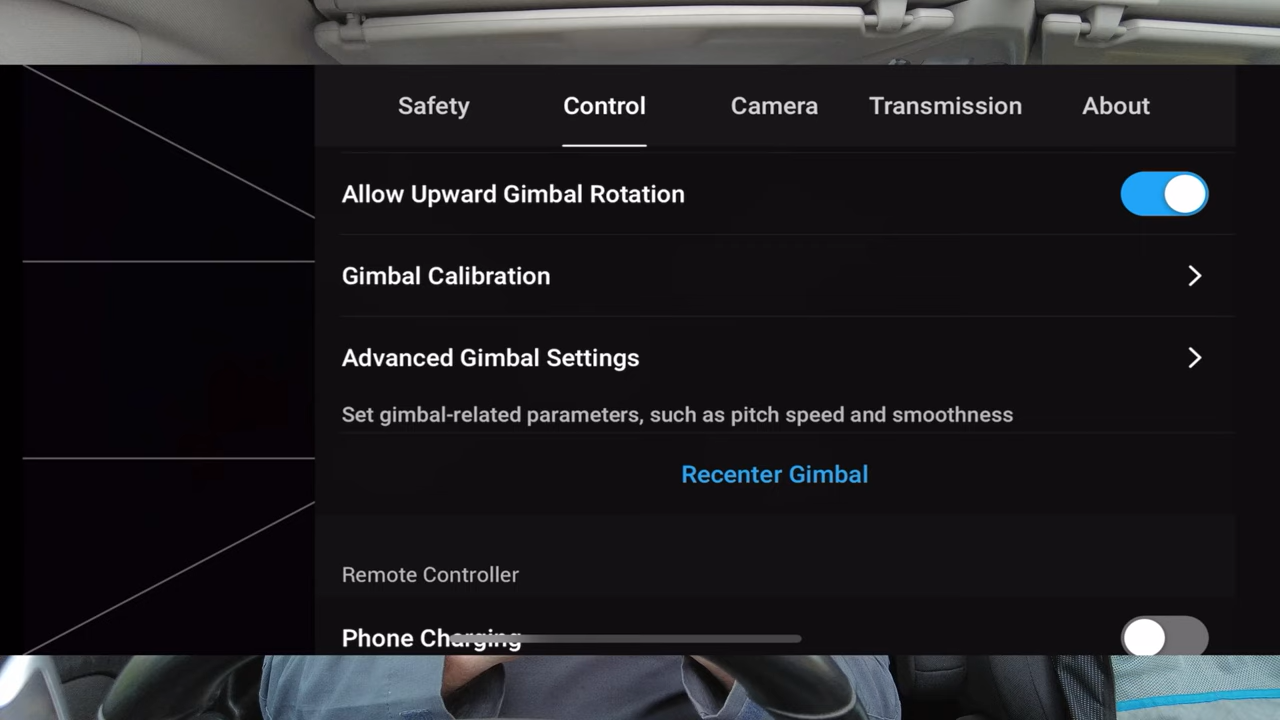 Safety Control Camera Transmission About
Allow Upward Gimbal Rotation
Gimbal Calibration
Advanced Gimbal Settings
Set gimbal-related parameters, such as pitch speed and smoothness
Recenter Gimbal
Remote Controller
Phone Charging